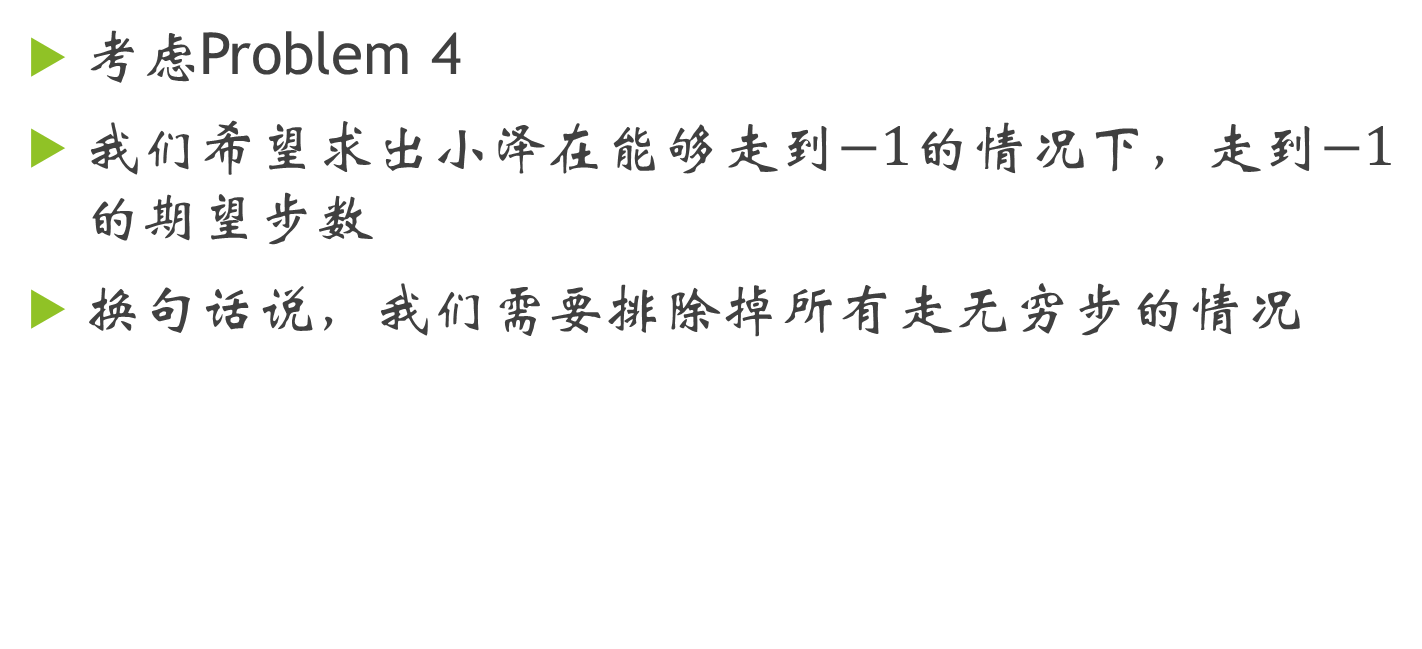 考虑Problem 4
我们希望求出小泽在能够走到−1的情况下，走到−1
的期望步数
换句话说，我们需要排除掉所有走无穷步的情况